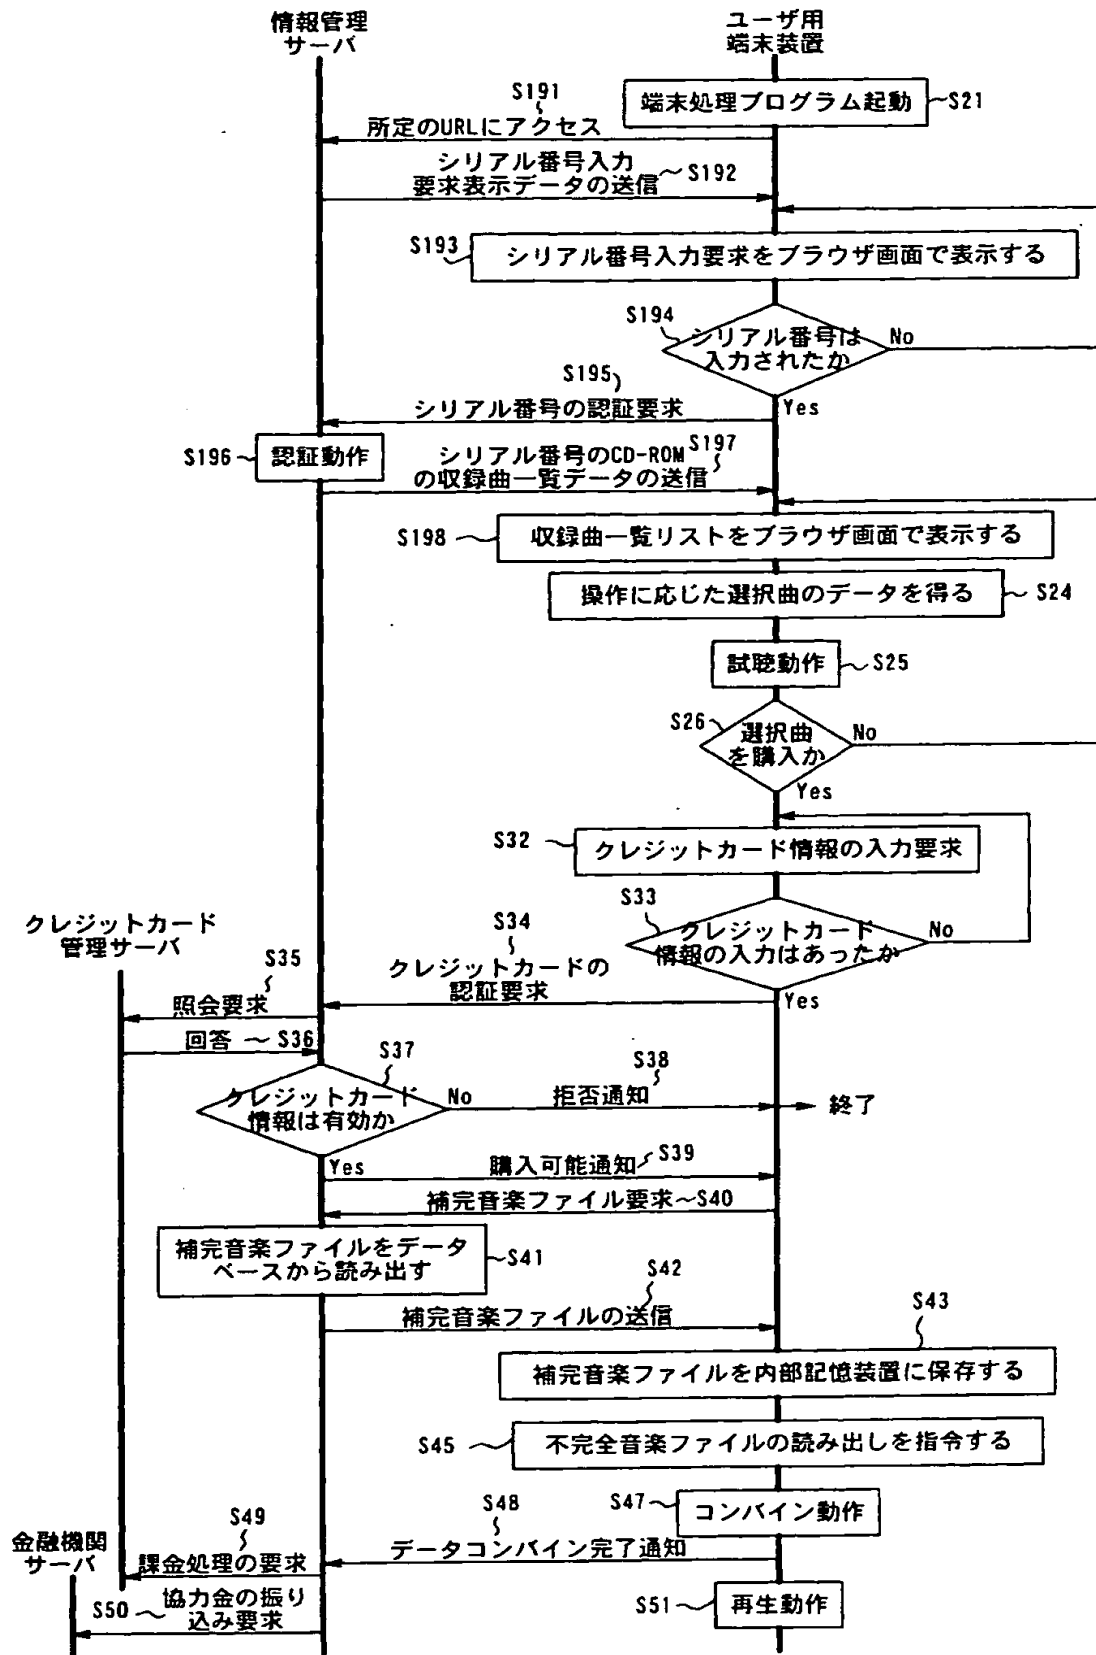 情報管理
サーバ
ユーザ用
端末装置
端末処理プログラム起動
S21
S191
所定のURLにアクセス
シリアル番号入力
要求表示データの送信
S192
S193
シリアル番号入力要求をブラウザ画面で表示する
S194
シリアル番号は
入力されたか
No
Yes
S195
シリアル番号の認証要求
S196
認証動作
シリアル番号のCD-ROM
の収録曲一覧データの送信
S197
S198
収録曲一覧リストをブラウザ画面で表示する
操作に応じた選択曲のデータを得る
S24
試聴動作
S25
S26
選択曲
を購入か
No
Yes
S32
クレジットカード情報の入力要求
S33
クレジットカード
情報の入力はあったか
No
Yes
クレジットカード
管理サーバ
S34
クレジットカードの
認証要求
S35
照会要求
回答
S36
S37
クレジットカード
情報は有効か
No
Yes
S38
拒否通知
終了
購入可能通知
S39
補完音楽ファイル要求
S40
補完音楽ファイルをデータ
ベースから読み出す
S41
S42
補完音楽ファイルの送信
S43
補完音楽ファイルを内部記憶装置に保存する
S45
不完全音楽ファイルの読み出しを指令する
S47
コンバイン動作
S48
データコンバイン完了通知
S49
課金処理の要求
金融機関
サーバ
S50
協力金の振り
込み要求
S51
再生動作